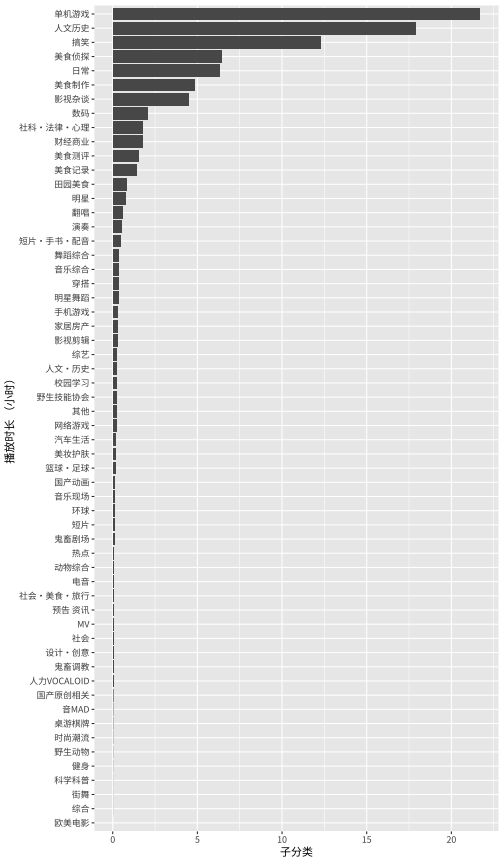 单机游戏
人文历史
搞笑
美食侦探
日常
美食制作
影视杂谈
数码
社科・法律・心理
财经商业
美食测评
美食记录
田园美食
明星
翻唱
演奏
短片・手书・配音
舞蹈综合
音乐综合
穿搭
明星舞蹈
手机游戏
家居房产
影视剪辑
综艺
人文・历史
校园学习
野生技能协会
其他
网络游戏
汽车生活
美妆护肤
篮球・足球
国产动画
音乐现场
环球
短片
鬼畜剧场
热点
动物综合
电音
社会・美食・旅行
预告 资讯
MV
社会
设计・创意
鬼畜调教
人力VOCALOID
国产原创相关
音MAD
桌游棋牌
时尚潮流
野生动物
健身
科学科普
街舞
综合
欧美电影
播放时长（小时）
0 5 10 15 20
子分类